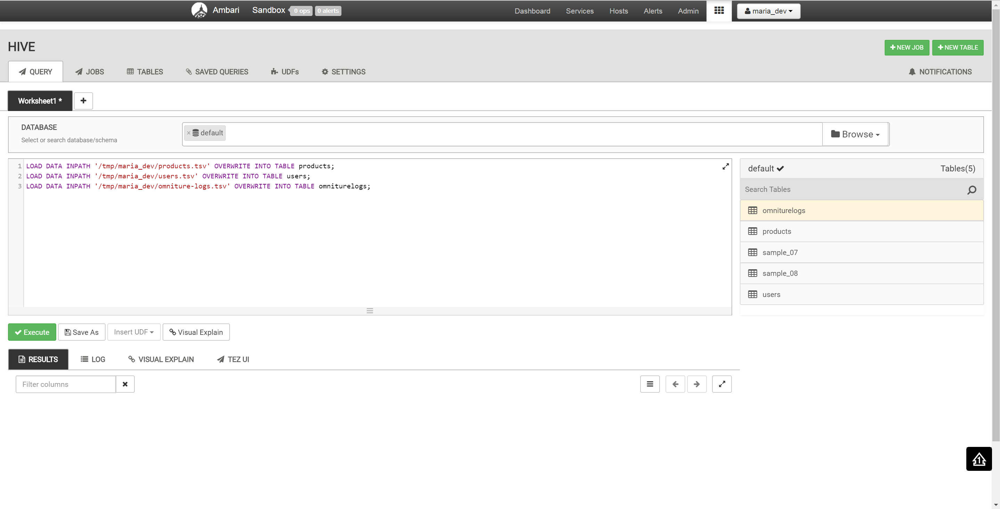 Ambari Sandbox 0 ops 0 alerts Dashboard Services Hosts Alerts Admin maria_dev
HIVE
NEW JOB NEW TABLE
QUERY JOBS TABLES SAVED QUERIES UDFs SETTINGS NOTIFICATIONS
Worksheet1 * +
DATABASE
Select or search database/schema
× default
Browse
1 LOAD DATA INPATH '/tmp/maria_dev/products.tsv' OVERWRITE INTO TABLE products;
2 LOAD DATA INPATH '/tmp/maria_dev/users.tsv' OVERWRITE INTO TABLE users;
3 LOAD DATA INPATH '/tmp/maria_dev/omniture-logs.tsv' OVERWRITE INTO TABLE omniturelogs;
default Tables(5)
Search Tables
omniturelogs
products
sample_07
sample_08
users
Execute Save As Insert UDF Visual Explain
RESULTS LOG VISUAL EXPLAIN TEZ UI
Filter columns
1